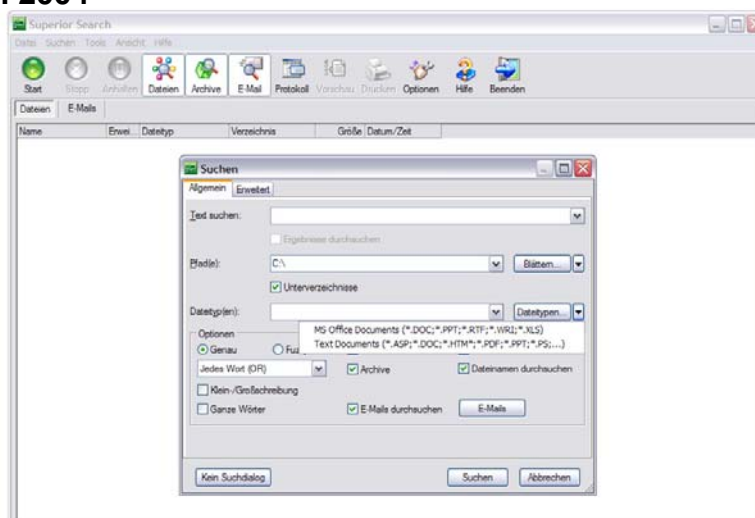 Superior Search
Datei Suchen Tools Ansicht Hilfe
Start Stopp Anhalten Dateien Archive E-Mail Protokoll Vorschau Drucken Optionen Hilfe Beenden
Dateien E-Mails
Name Erwei... Dateityp Verzeichnis Größe Datum/Zeit
Suchen
Allgemein Erweitert
Text suchen:
Ergebnisse durchsuchen
Pfad(e): C:\ Blättern...
Unterverzeichnisse
Dateityp(en): Dateitypen...
MS Office Documents (*.DOC;*.PPT;*.RTF;*.WRI;*.XLS)
Text Documents (*.ASP;*.DOC;*.HTM*;*.PDF;*.PPT;*.PS;...)
Optionen
Genau Fuz
Jedes Wort (OR) Archive Dateinamen durchsuchen
Klein-/Großschreibung
Ganze Wörter E-Mails durchsuchen E-Mails
Kein Suchdialog Suchen Abbrechen